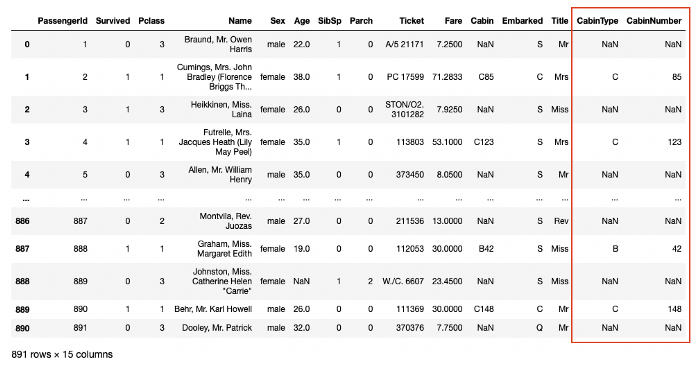 PassengerId Survived Pclass Name Sex Age SibSp Parch Ticket Fare Cabin Embarked Title CabinType CabinNumber
0 1 0 3 Braund, Mr. Owen Harris male 22.0 1 0 A/5 21171 7.2500 NaN S Mr NaN NaN
1 2 1 1 Cumings, Mrs. John Bradley (Florence Briggs Th... female 38.0 1 0 PC 17599 71.2833 C85 C Mrs C 85
2 3 1 3 Heikkinen, Miss. Laina female 26.0 0 0 STON/O2. 3101282 7.9250 NaN S Miss NaN NaN
3 4 1 1 Futrelle, Mrs. Jacques Heath (Lily May Peel) female 35.0 1 0 113803 53.1000 C123 S Mrs C 123
4 5 0 3 Allen, Mr. William Henry male 35.0 0 0 373450 8.0500 NaN S Mr NaN NaN
... ... ... ... ... ... ... ... ... ... ... ... ... ... ... ...
886 887 0 2 Montvila, Rev. Juozas male 27.0 0 0 211536 13.0000 NaN S Rev NaN NaN
887 888 1 1 Graham, Miss. Margaret Edith female 19.0 0 0 112053 30.0000 B42 S Miss B 42
888 889 0 3 Johnston, Miss. Catherine Helen "Carrie" female NaN 1 2 W./C. 6607 23.4500 NaN S Miss NaN NaN
889 890 1 1 Behr, Mr. Karl Howell male 26.0 0 0 111369 30.0000 C148 C Mr C 148
890 891 0 3 Dooley, Mr. Patrick male 32.0 0 0 370376 7.7500 NaN Q Mr NaN NaN
891 rows × 15 columns